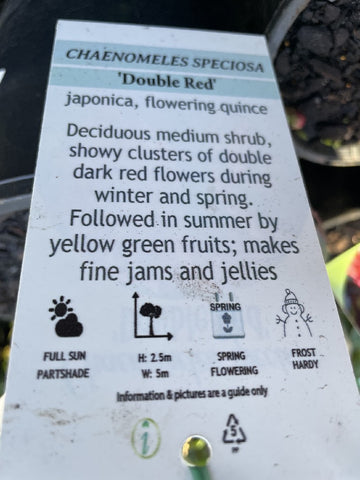 CHAENOMELES SPECIOSA
'Double Red'
japonica, flowering quince
Deciduous medium shrub,
showy clusters of double
dark red flowers during
winter and spring.
Followed in summer by
yellow green fruits; makes
fine jams and jellies
SPRING
FULL SUN
PARTSHADE
H: 2.5m
W: 5m
SPRING
FLOWERING
FROST
HARDY
Information & pictures are a guide only
i
5
PP